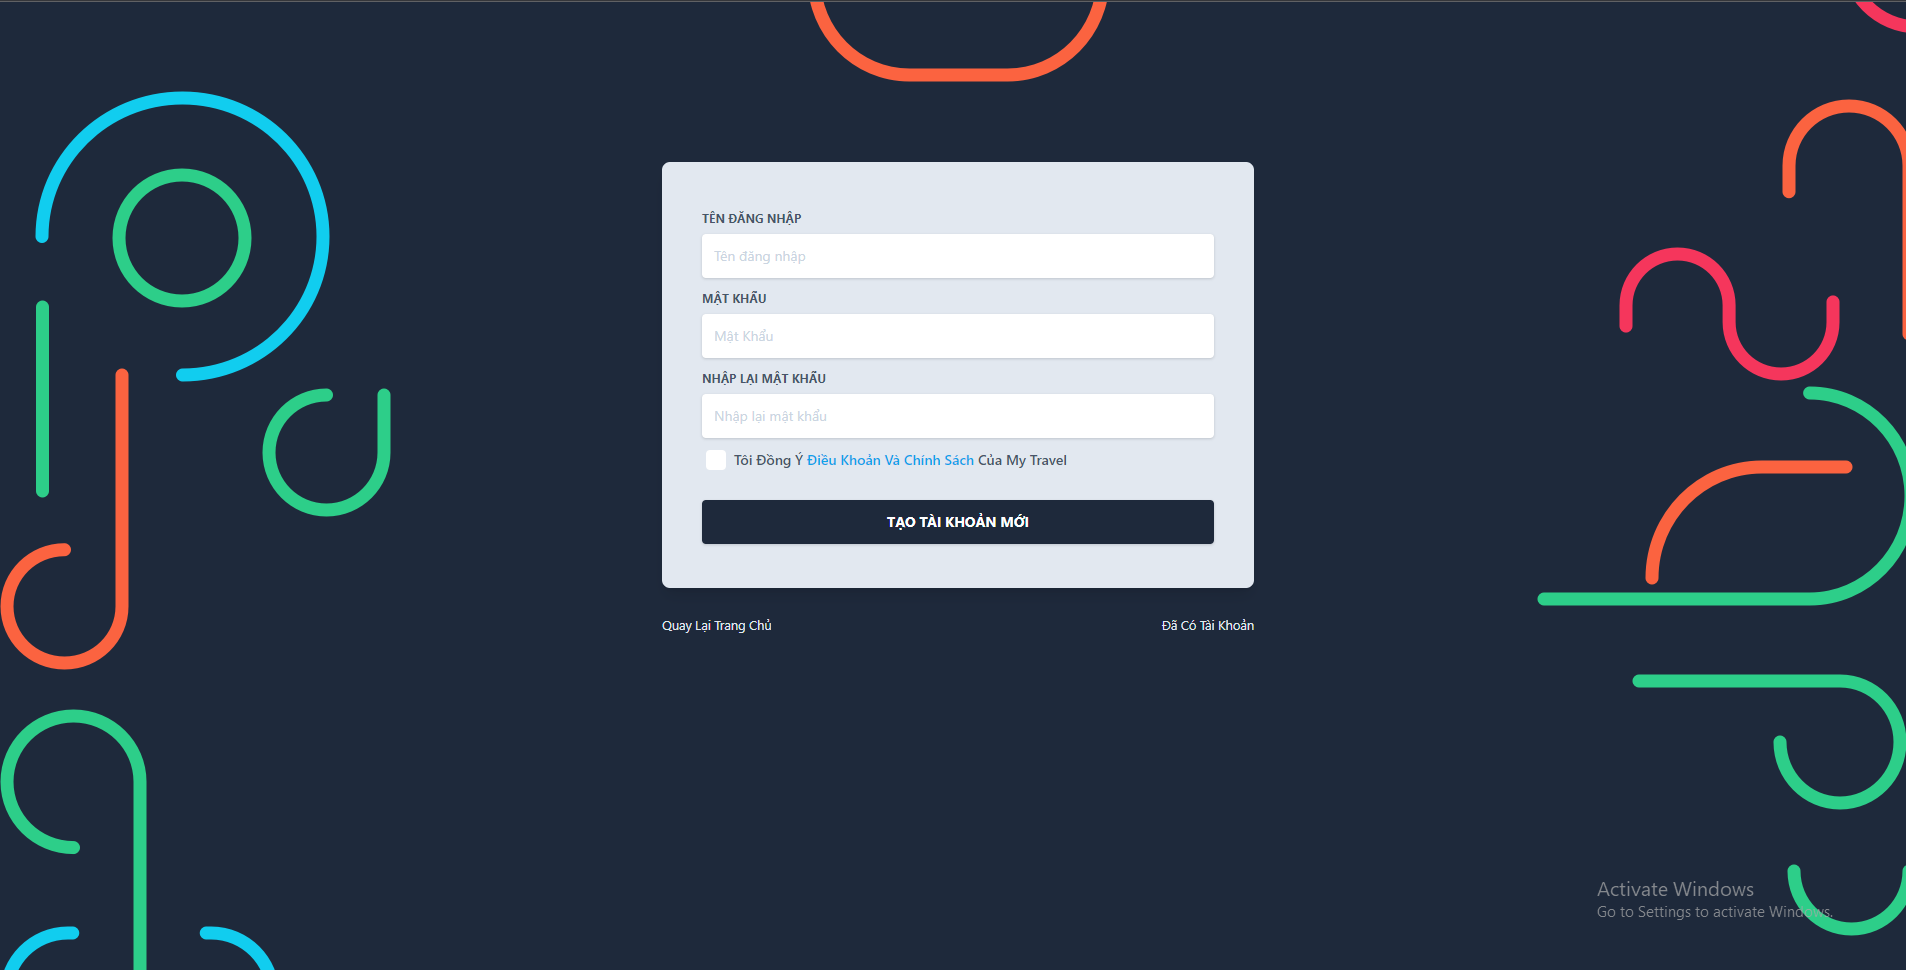 TÊN ĐĂNG NHẬP
Tên đăng nhập
MẬT KHẨU
Mật Khẩu
NHẬP LẠI MẬT KHẨU
Nhập lại mật khẩu
Tôi Đồng Ý Điều Khoản Và Chính Sách Của My Travel
TẠO TÀI KHOẢN MỚI
Quay Lại Trang Chủ
Đã Có Tài Khoản
Activate Windows
Go to Settings to activate Windows.